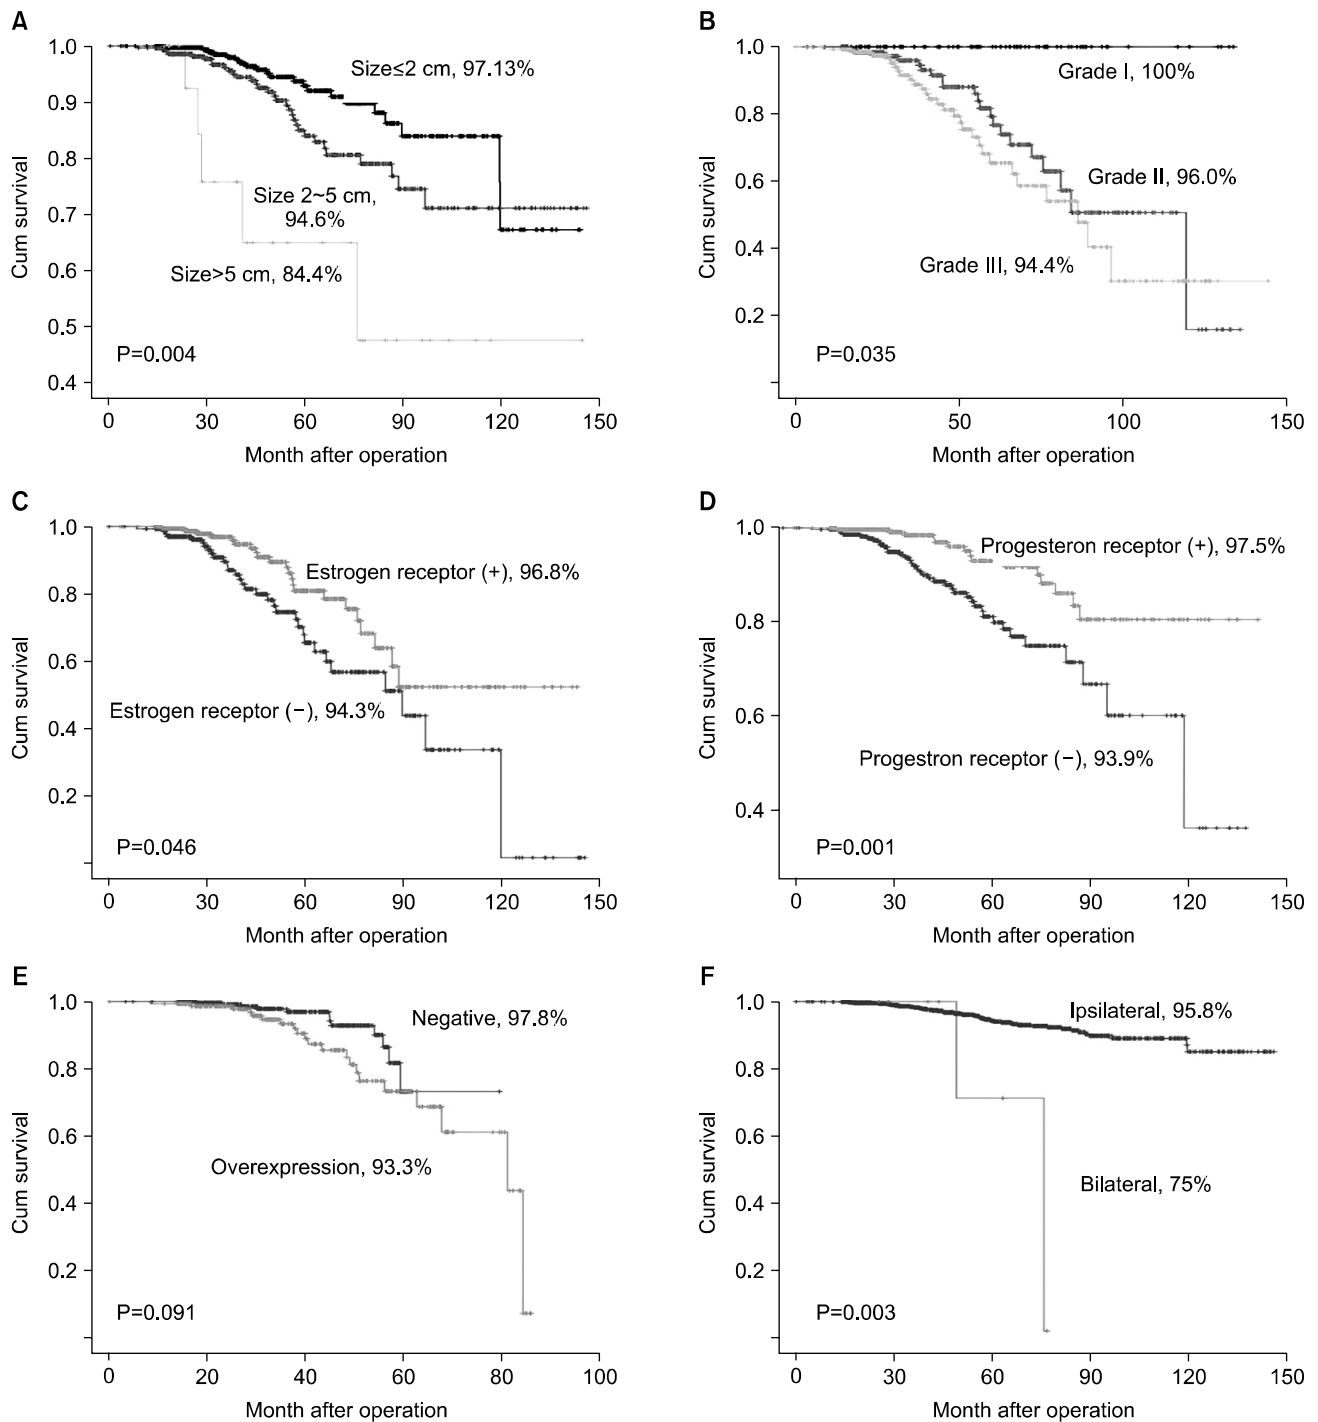 A
1.0
0.9
0.8
0.7
0.6
0.5
0.4
Cum survival
Size≤2 cm, 97.13%
Size 2~5 cm,
94.6%
Size>5 cm, 84.4%
P=0.004
0 30 60 90 120 150
Month after operation
B
1.0
0.8
0.6
0.4
0.2
Cum survival
Grade I, 100%
Grade II, 96.0%
Grade III, 94.4%
P=0.035
0 50 100 150
Month after operation
C
1.0
0.8
0.6
0.4
0.2
Cum survival
Estrogen receptor (+), 96.8%
Estrogen receptor (−), 94.3%
P=0.046
0 30 60 90 120 150
Month after operation
D
1.0
0.8
0.6
0.4
Cum survival
Progesteron receptor (+), 97.5%
Progestron receptor (−), 93.9%
P=0.001
0 30 60 90 120 150
Month after operation
E
1.0
0.8
0.6
0.4
0.2
Cum survival
Negative, 97.8%
Overexpression, 93.3%
P=0.091
0 20 40 60 80 100
Month after operation
F
1.0
0.8
0.6
0.4
0.2
Cum survival
Ipsilateral, 95.8%
Bilateral, 75%
P=0.003
0 30 60 90 120 150
Month after operation